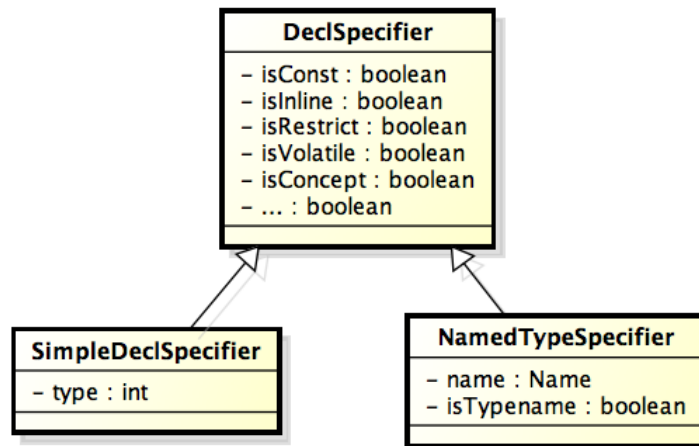 DeclSpecifier
– isConst : boolean
– isInline : boolean
– isRestrict : boolean
– isVolatile : boolean
– isConcept : boolean
– ... : boolean
SimpleDeclSpecifier
– type : int
NamedTypeSpecifier
– name : Name
– isTypename : boolean